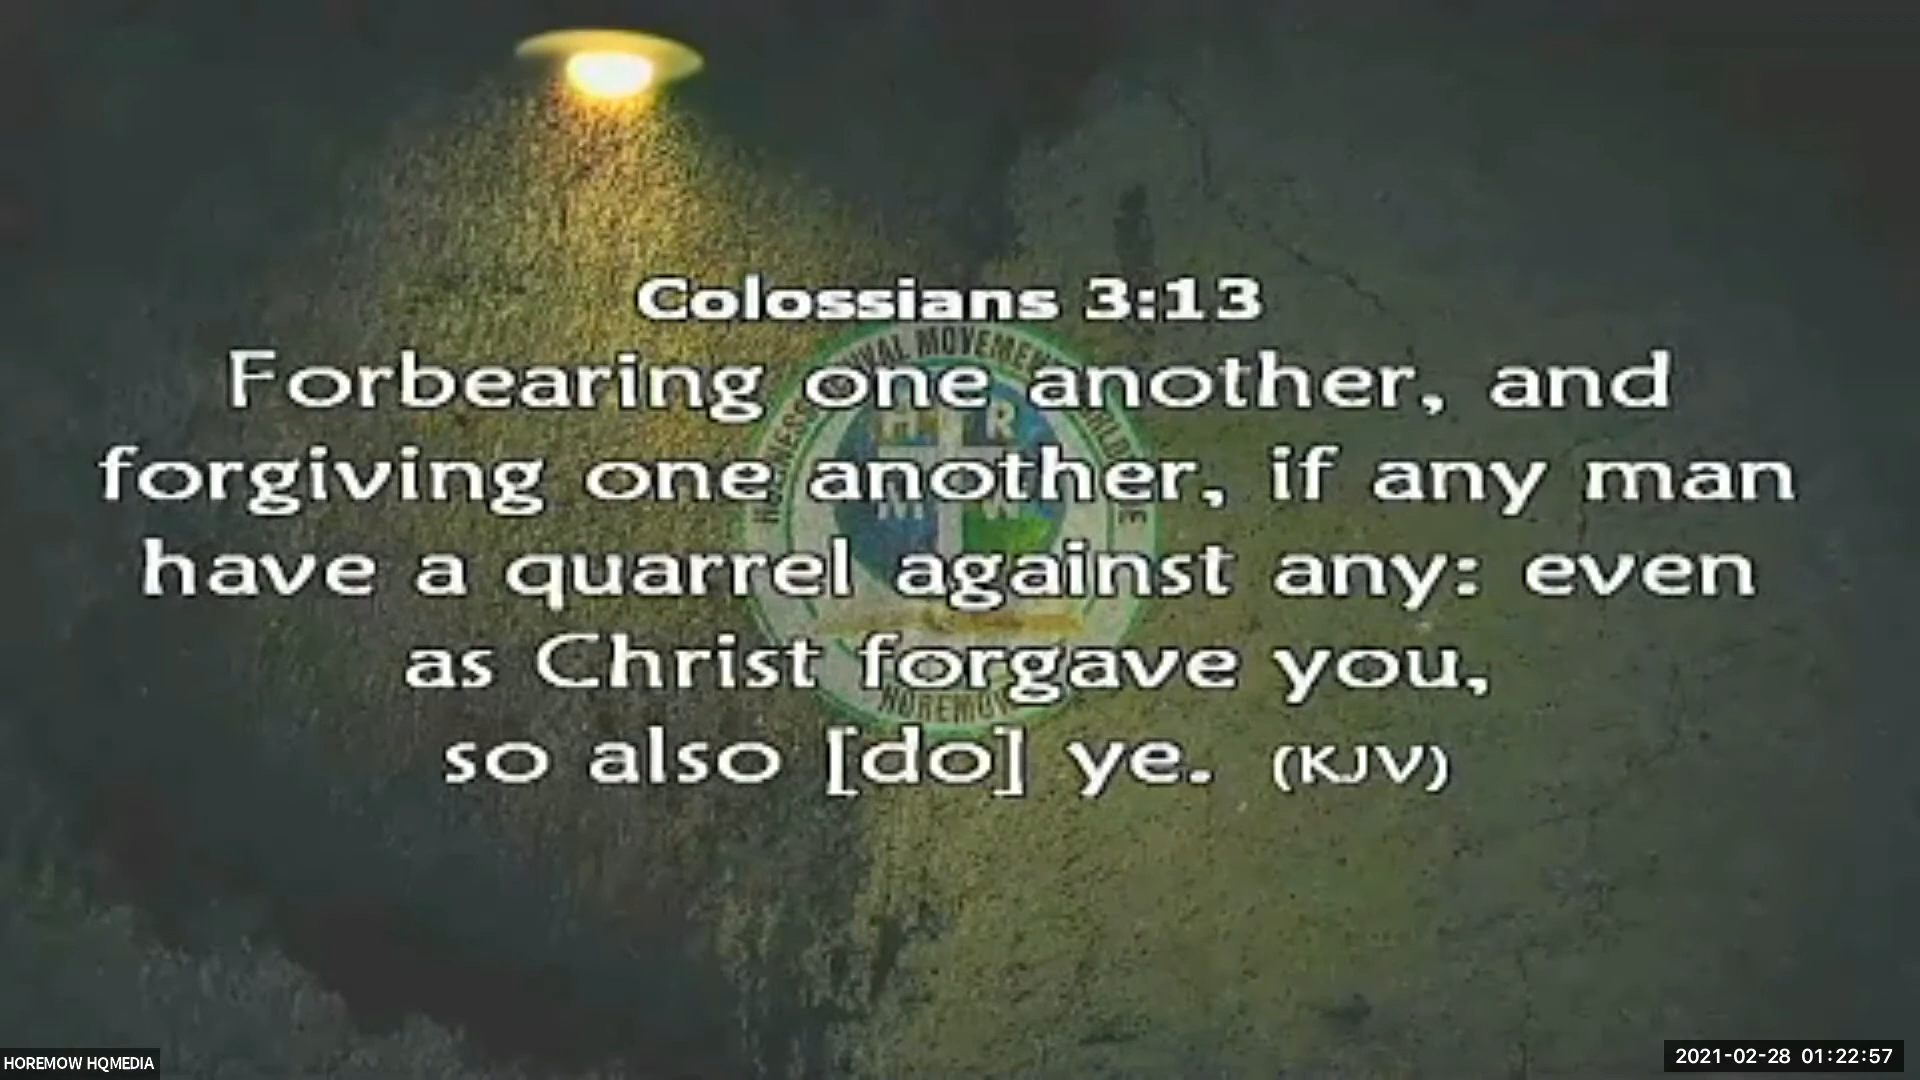 Colossians 3:13
Forbearing one another, and
forgiving one another, if any man
have a quarrel against any: even
as Christ forgave you,
so also [do] ye. (KJV)
H R
M W
HOREMOW HQMEDIA
2021-02-28 01:22:57